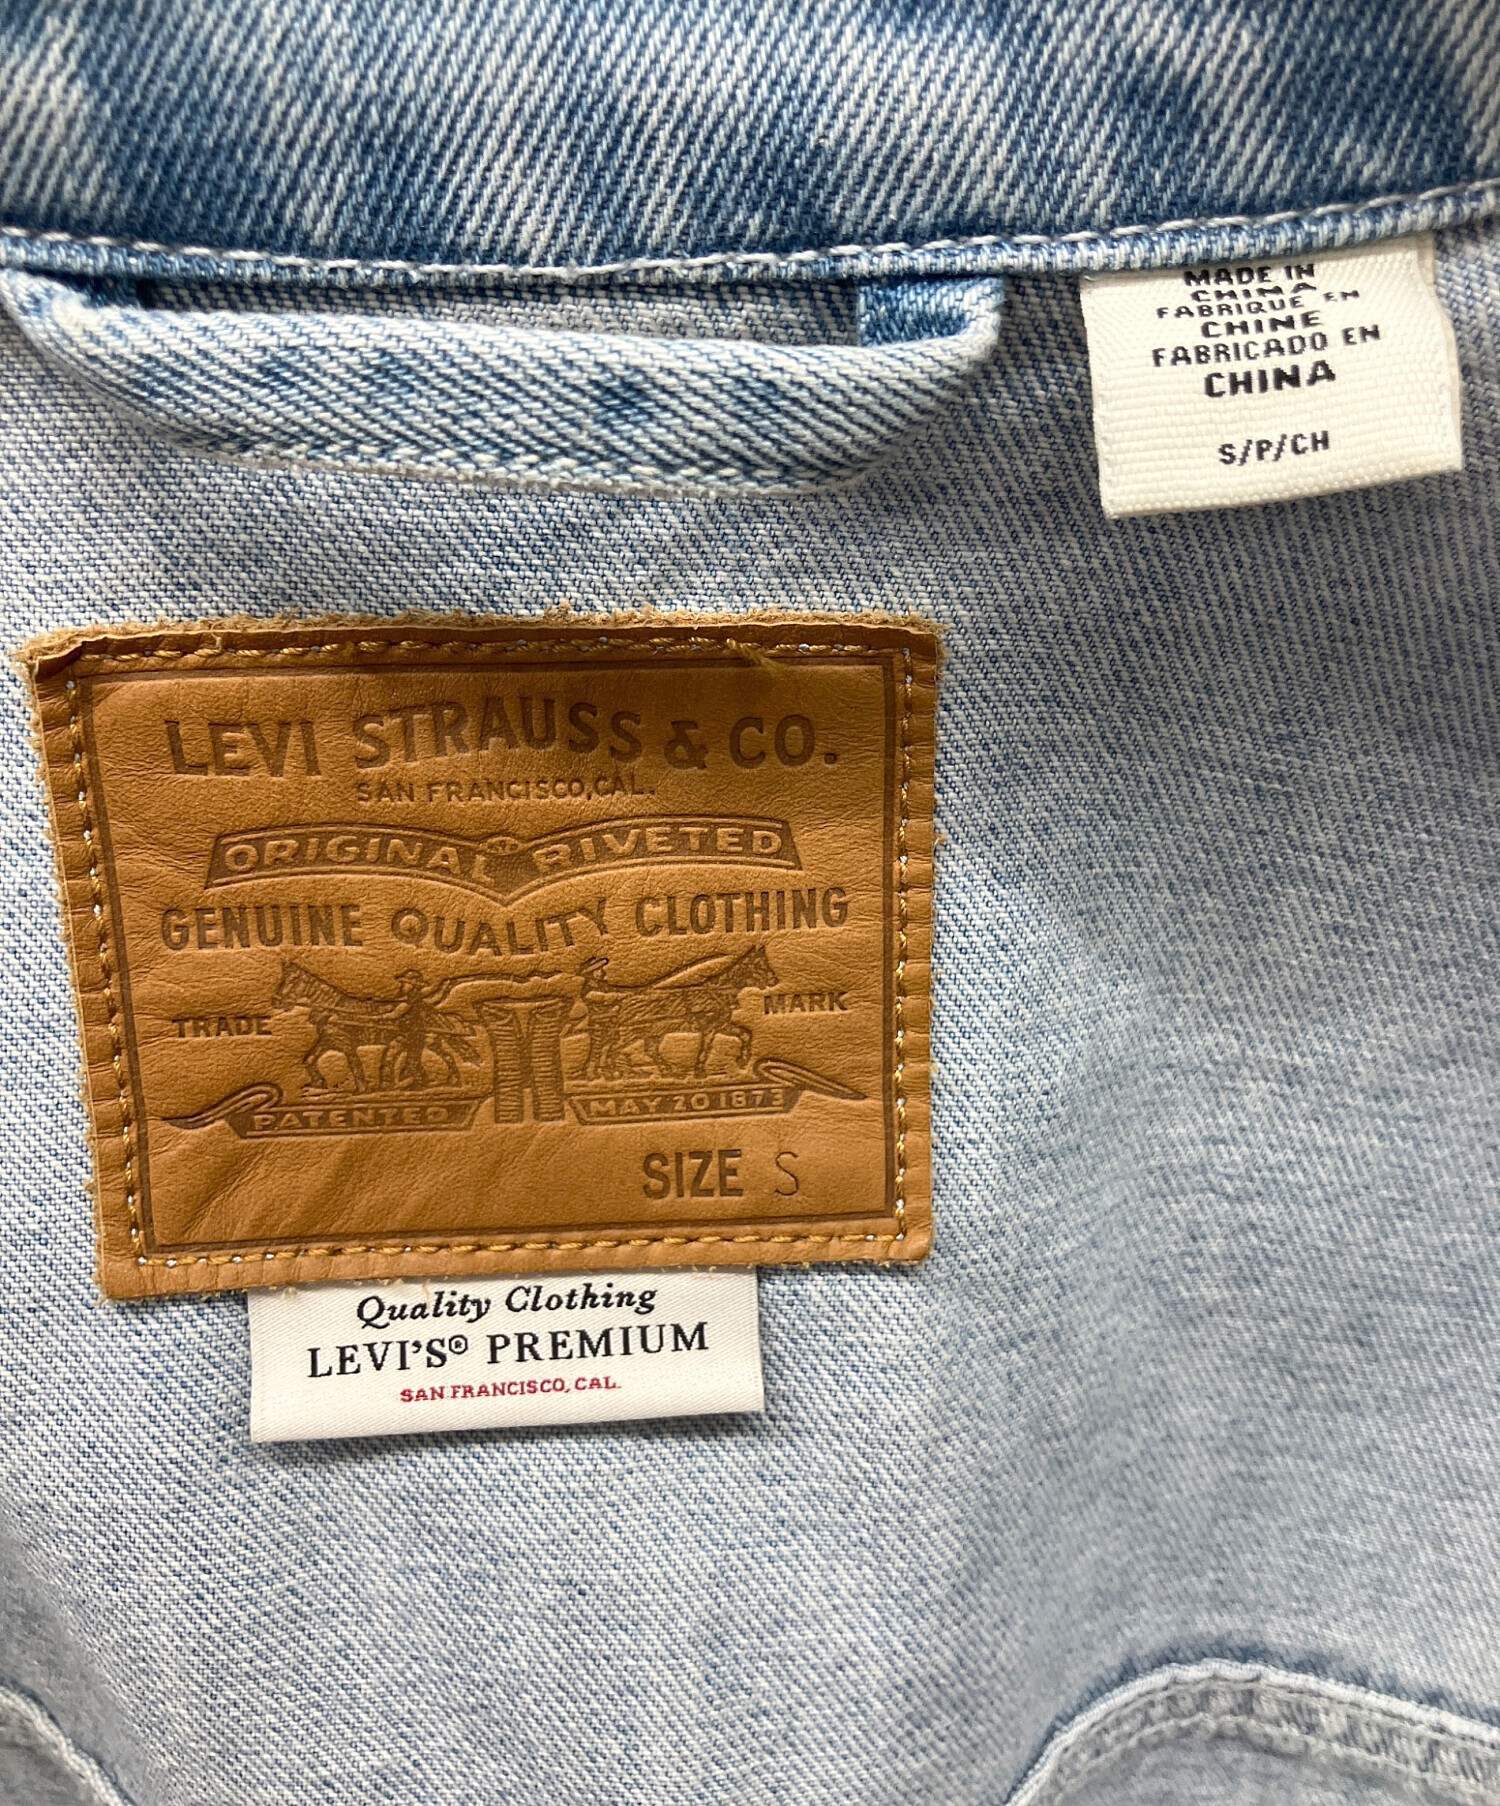 MADE IN
CHINA
FABRIQUE EN
CHINE
FABRICADO EN
CHINA
S/P/CH
LEVI STRAUSS & CO.
SAN FRANCISCO, CAL.
ORIGINAL RIVETED
GENUINE QUALITY CLOTHING
TRADE MARK
PATENTED MAY 20 1873
SIZE S
Quality Clothing
LEVI'S® PREMIUM
SAN FRANCISCO, CAL.